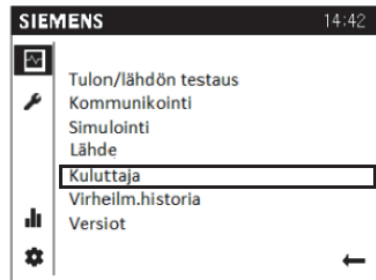 SIEMENS 14:42
Tulon/lähdön testaus
Kommunikointi
Simulointi
Lähde
Kuluttaja
Virheilm.historia
Versiot